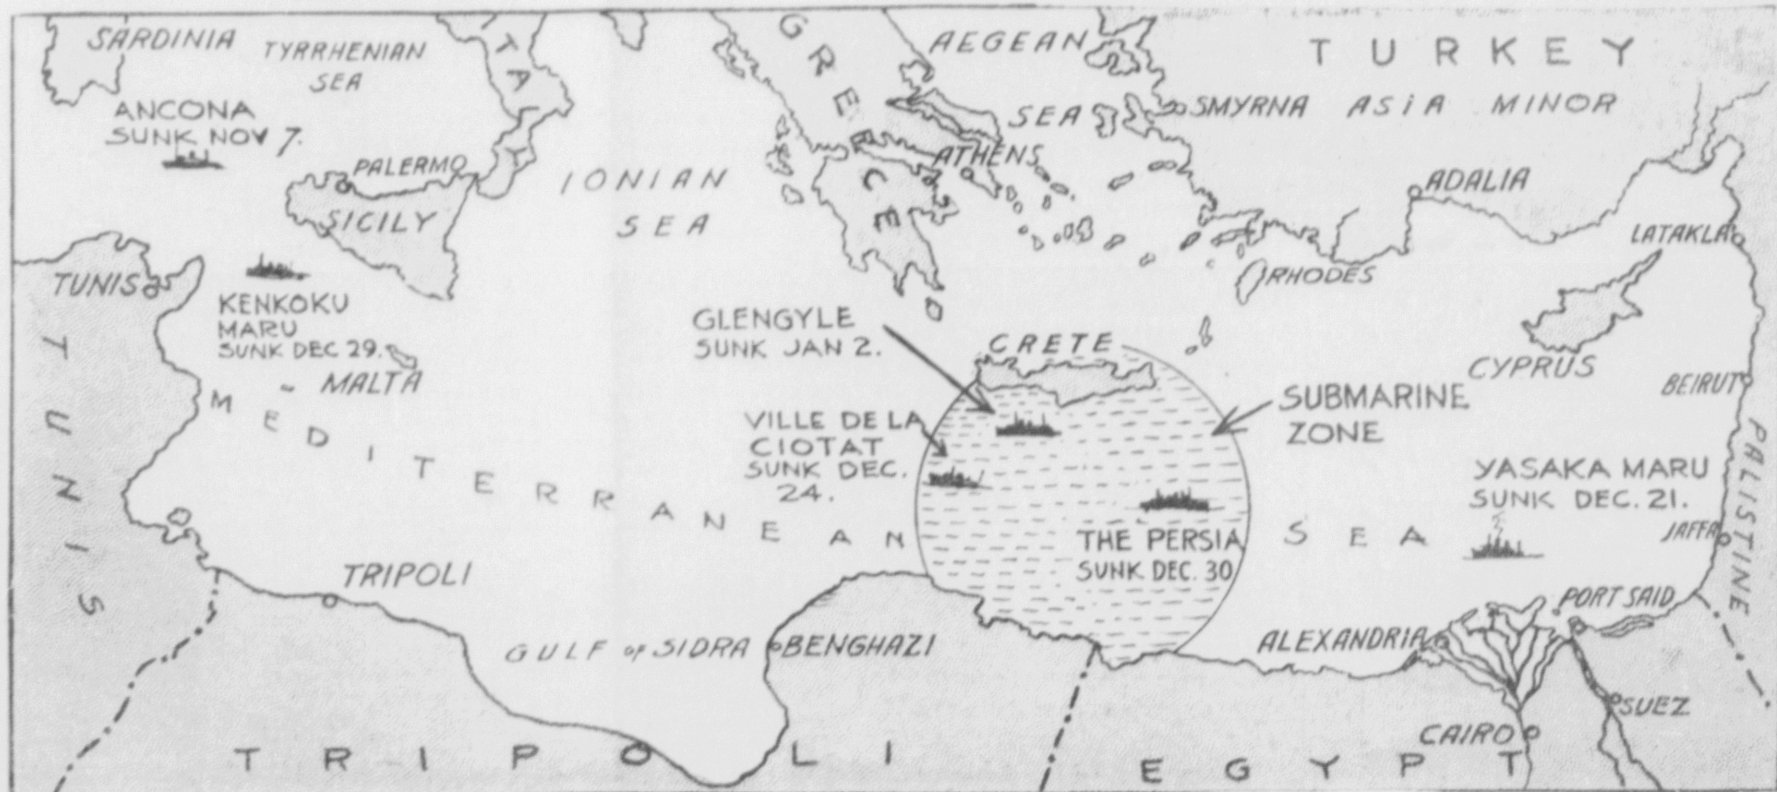 SARDINIA
TYRRHENIAN
SEA
ITALY
GREECE
AEGEAN
SEA
TURKEY
ASIA MINOR
SMYRNA
ANCONA
SUNK NOV 7.
PALERMO
SICILY
IONIAN
SEA
ATHENS
ADALIA
LATAKLA
RHODES
TUNIS
KENKOKU
MARU
SUNK DEC 29.
MALTA
GLENGYLE
SUNK JAN 2.
CRETE
CYPRUS
BEIRUT
SUBMARINE
ZONE
VILLE DE LA
CIOTAT
SUNK DEC.
24.
YASAKA MARU
SUNK DEC. 21.
THE PERSIA
SUNK DEC. 30
MEDITERRANEAN SEA
JAFFA
PALISTINE
TUNIS
TRIPOLI
PORT SAID
GULF of SIDRA
BENGHAZI
ALEXANDRIA
SUEZ
CAIRO
TRIPOLI
EGYPT